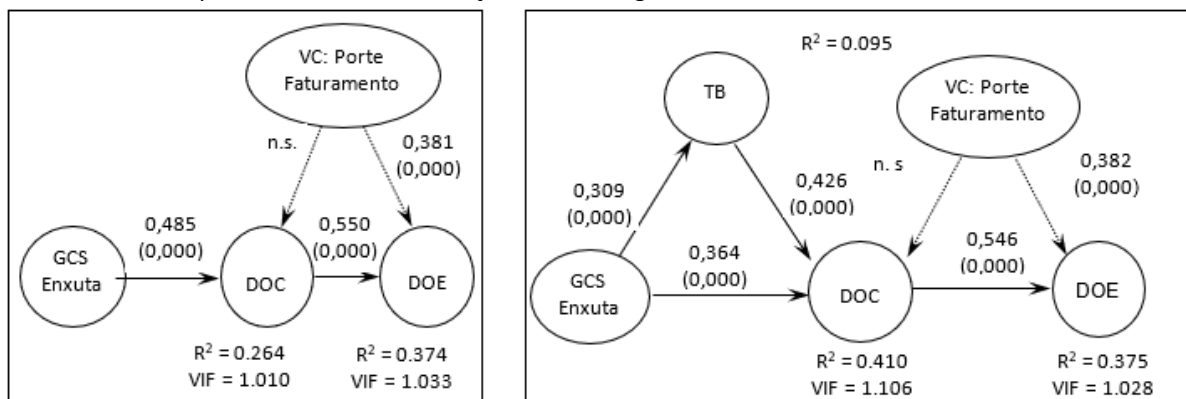 VC: Porte
Faturamento
n.s.
0,381
(0,000)
0,485
(0,000)
0,550
(0,000)
GCS
Enxuta
DOC
DOE
R² = 0.264
VIF = 1.010
R² = 0.374
VIF = 1.033
R² = 0.095
TB
VC: Porte
Faturamento
n. s
0,382
(0,000)
0,309
(0,000)
0,426
(0,000)
0,364
(0,000)
0,546
(0,000)
GCS
Enxuta
DOC
DOE
R² = 0.410
VIF = 1.106
R² = 0.375
VIF = 1.028